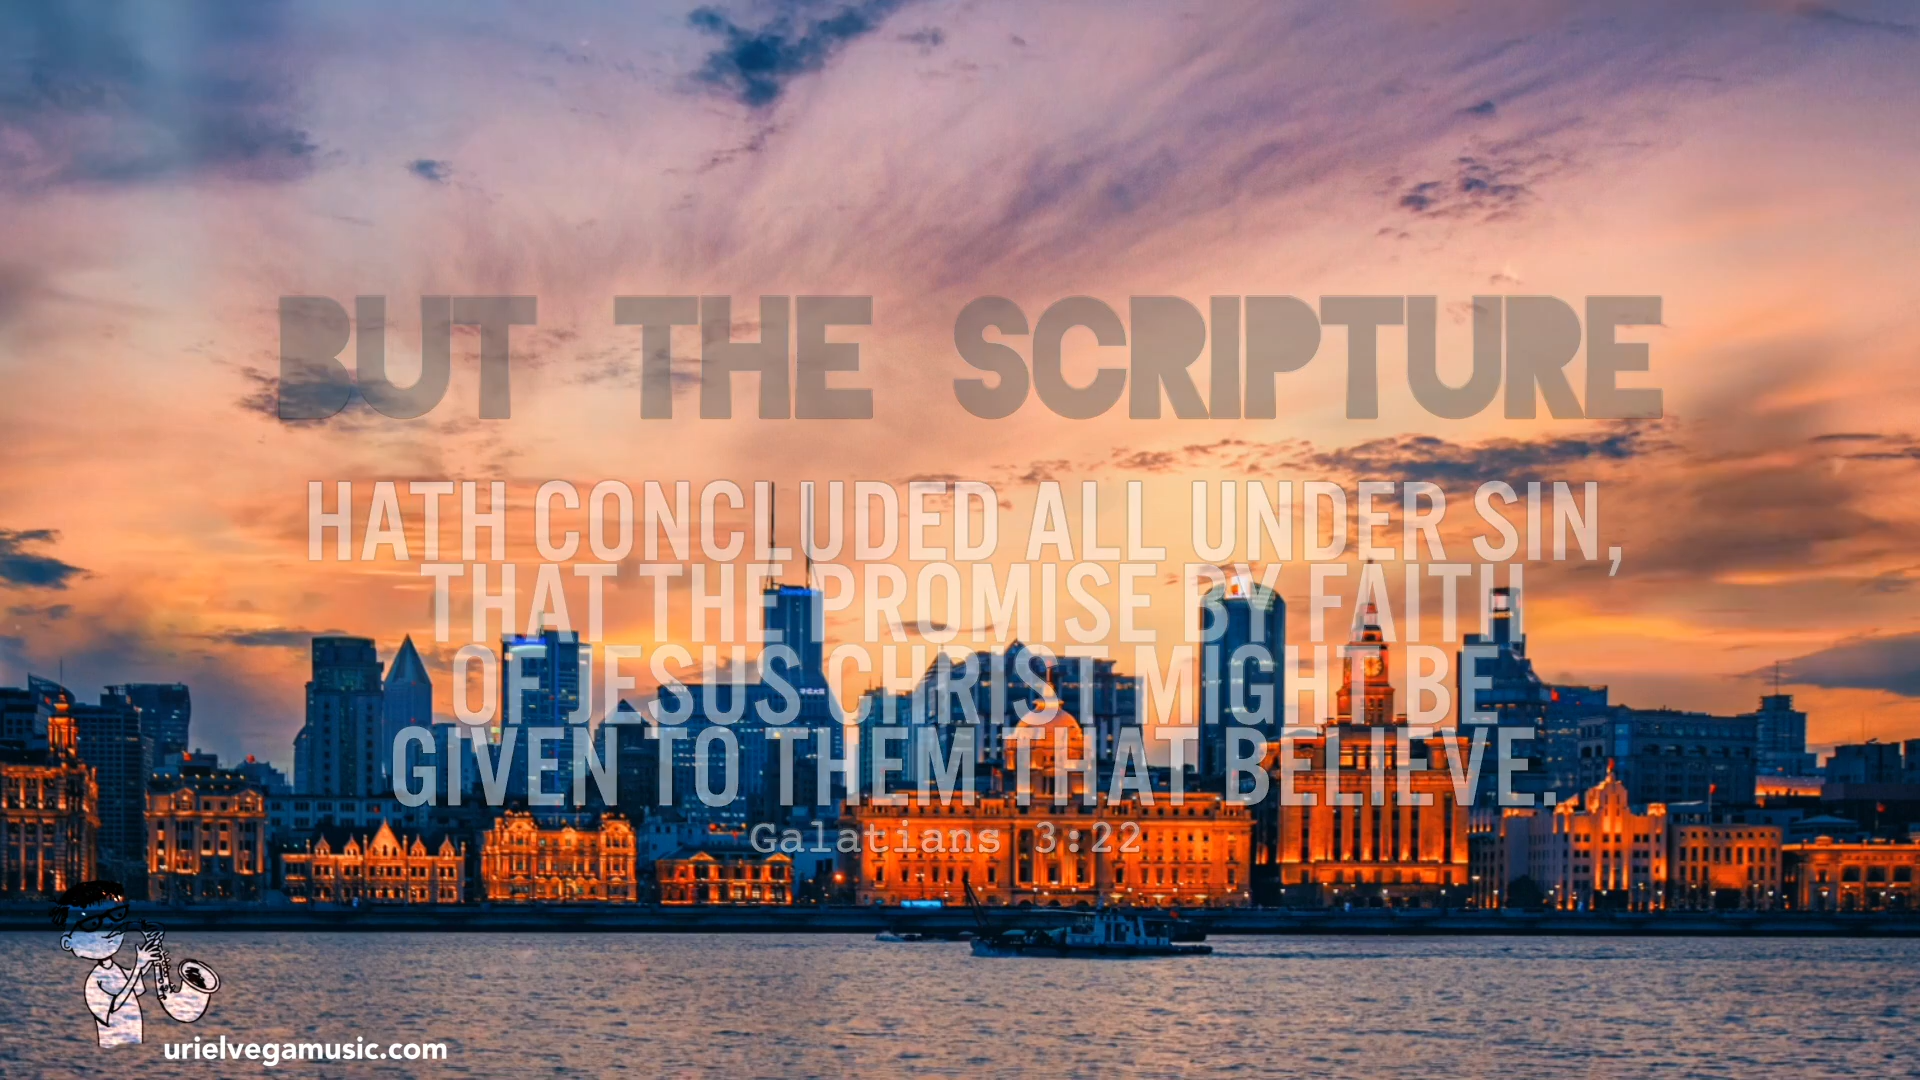 BUT THE SCRIPTURE
HATH CONCLUDED ALL UNDER SIN,
THAT THE PROMISE BY FAITH
OF JESUS CHRIST MIGHT BE
GIVEN TO THEM THAT BELIEVE.
Galatians 3:22
urielvegamusic.com